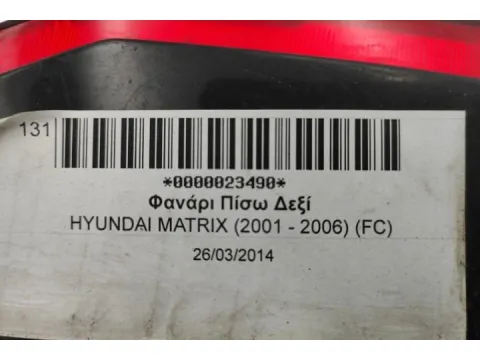 131
*0000023490*
Φανάρι Πίσω Δεξί
HYUNDAI MATRIX (2001 - 2006) (FC)
26/03/2014